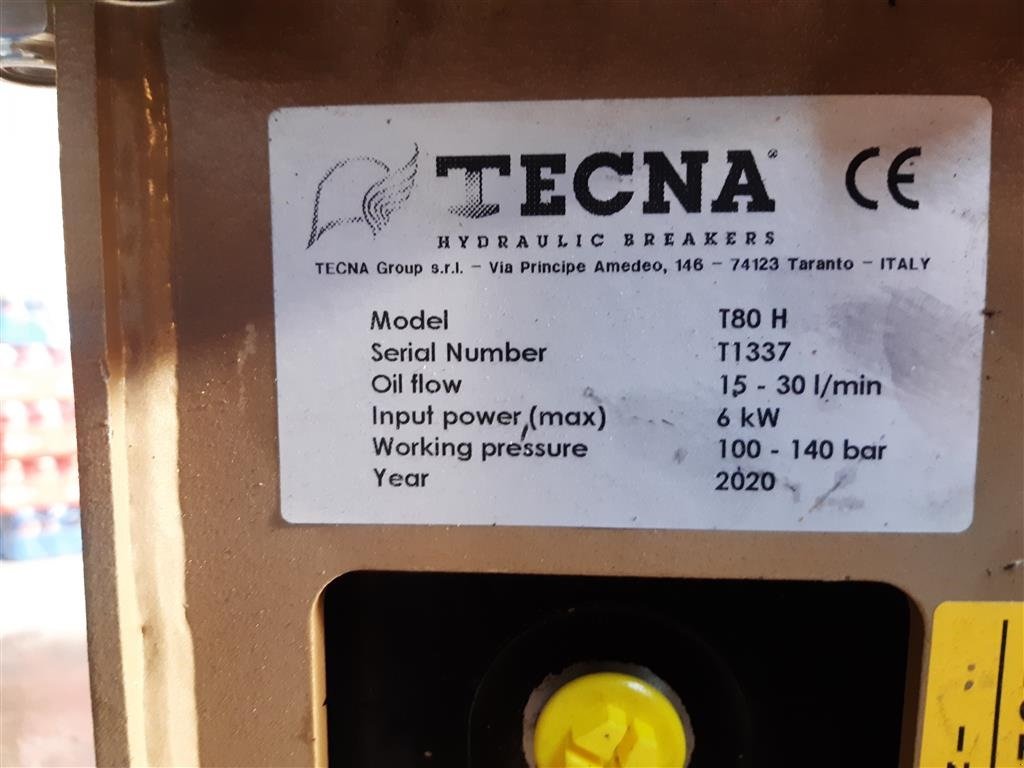 TECNA®
CE
HYDRAULIC BREAKERS
TECNA Group s.r.l. - Via Principe Amedeo, 146 - 74123 Taranto - ITALY
Model T80 H
Serial Number T1337
Oil flow 15 - 30 l/min
Input power (max) 6 kW
Working pressure 100 - 140 bar
Year 2020